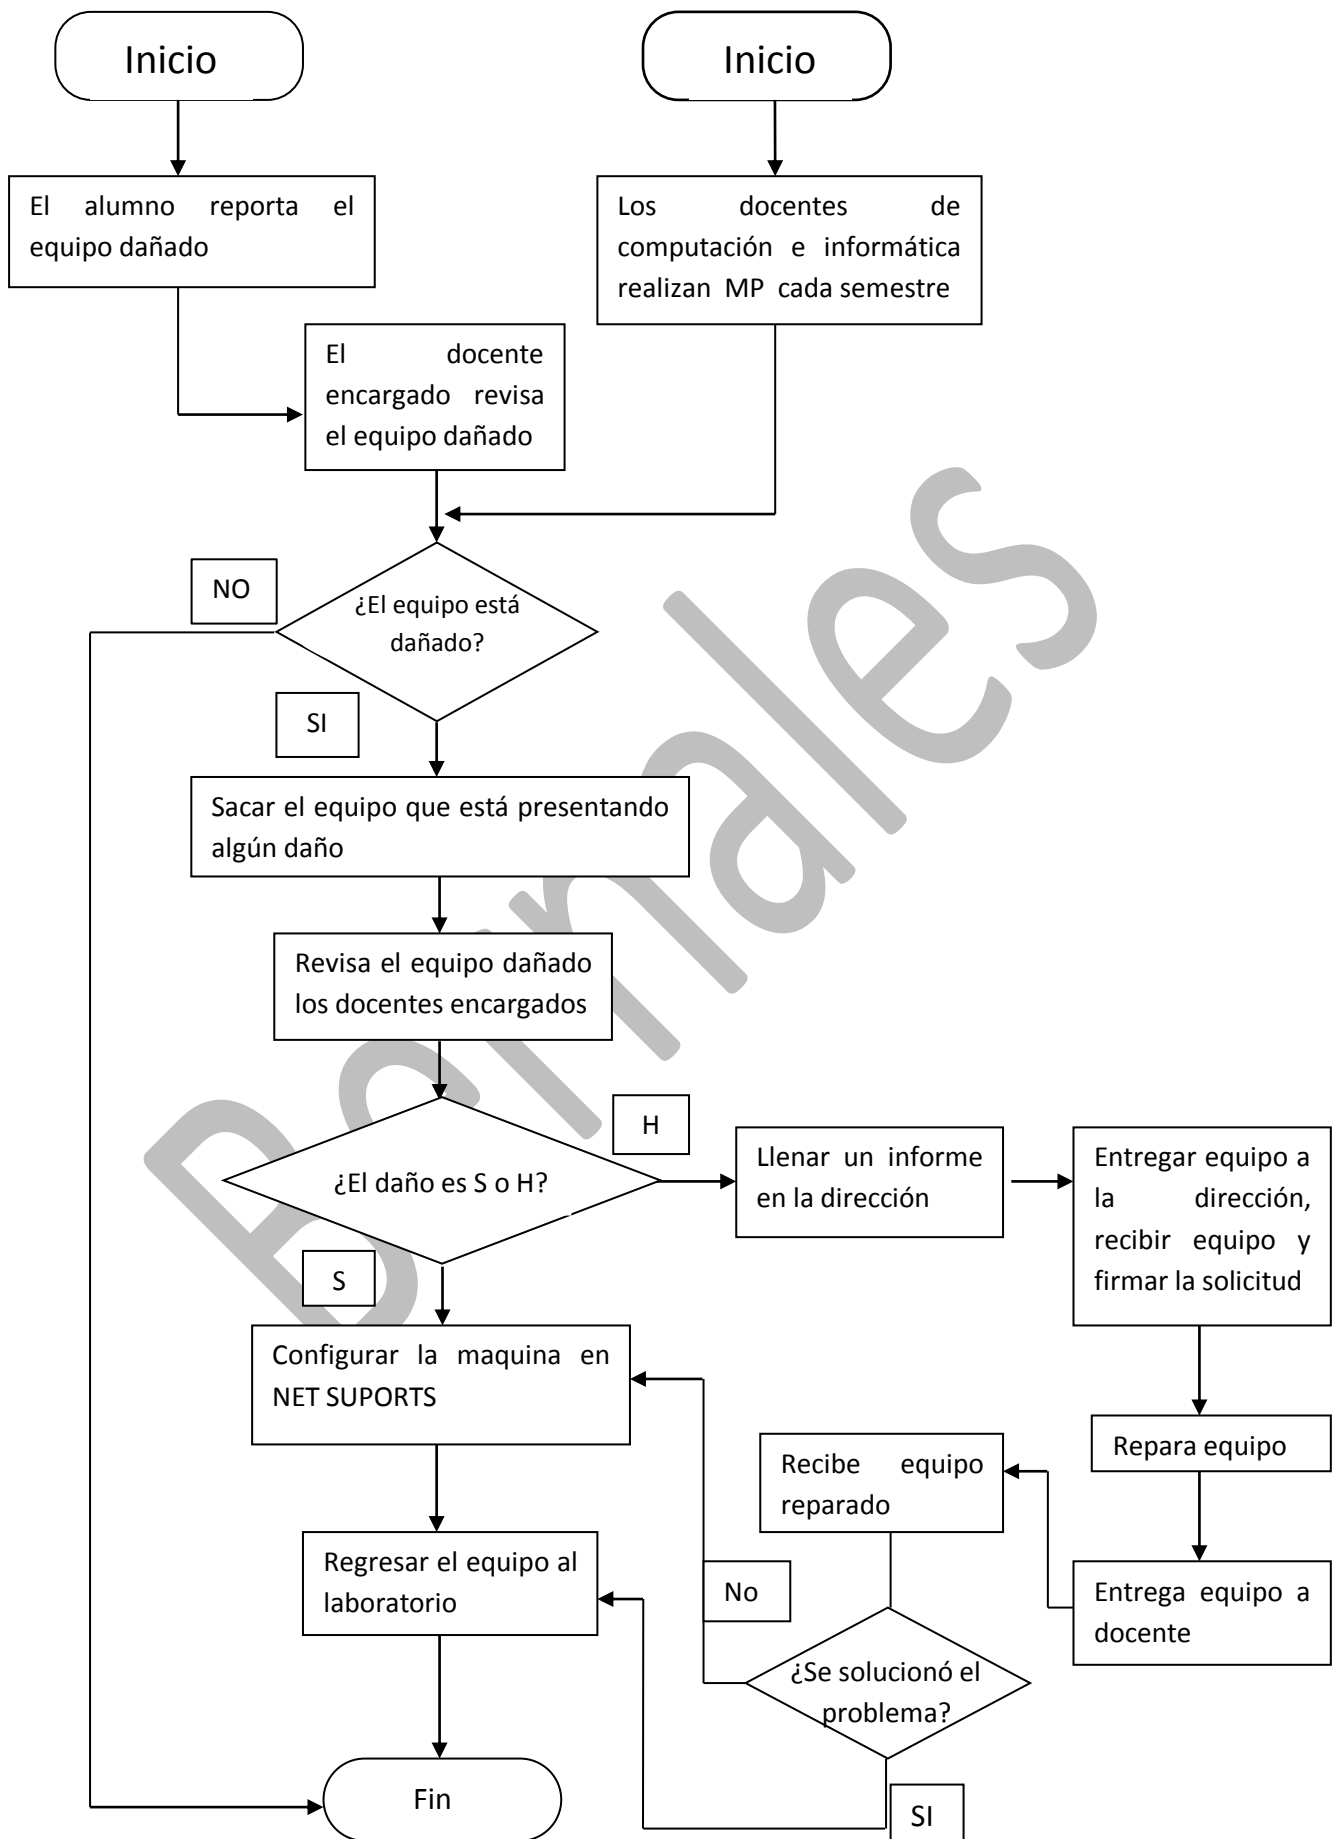 Inicio
Inicio
El alumno reporta el
equipo dañado
Los docentes de
computación e informática
realizan MP cada semestre
El docente
encargado revisa
el equipo dañado
NO
¿El equipo está
dañado?
SI
Sacar el equipo que está presentando
algún daño
Revisa el equipo dañado
los docentes encargados
H
¿El daño es S o H?
Llenar un informe
en la dirección
Entregar equipo a
la dirección,
recibir equipo y
firmar la solicitud
S
Configurar la maquina en
NET SUPORTS
Repara equipo
Recibe equipo
reparado
Regresar el equipo al
laboratorio
No
Entrega equipo a
docente
¿Se solucionó el
problema?
Fin
SI